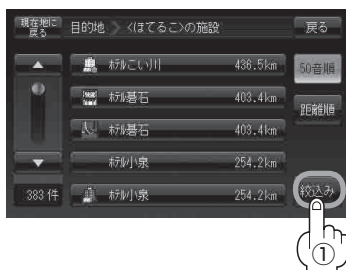 現在地に
戻る
目的地 > 〈ほてるこ〉の施設
戻る
ﾎﾃﾙこい川 436.5km
50音順
ﾎﾃﾙ碁石 403.4km
距離順
ﾎﾃﾙ碁石 403.4km
ﾎﾃﾙ小泉 254.2km
383 件
ﾎﾃﾙ小泉 254.2km
絞込み
①